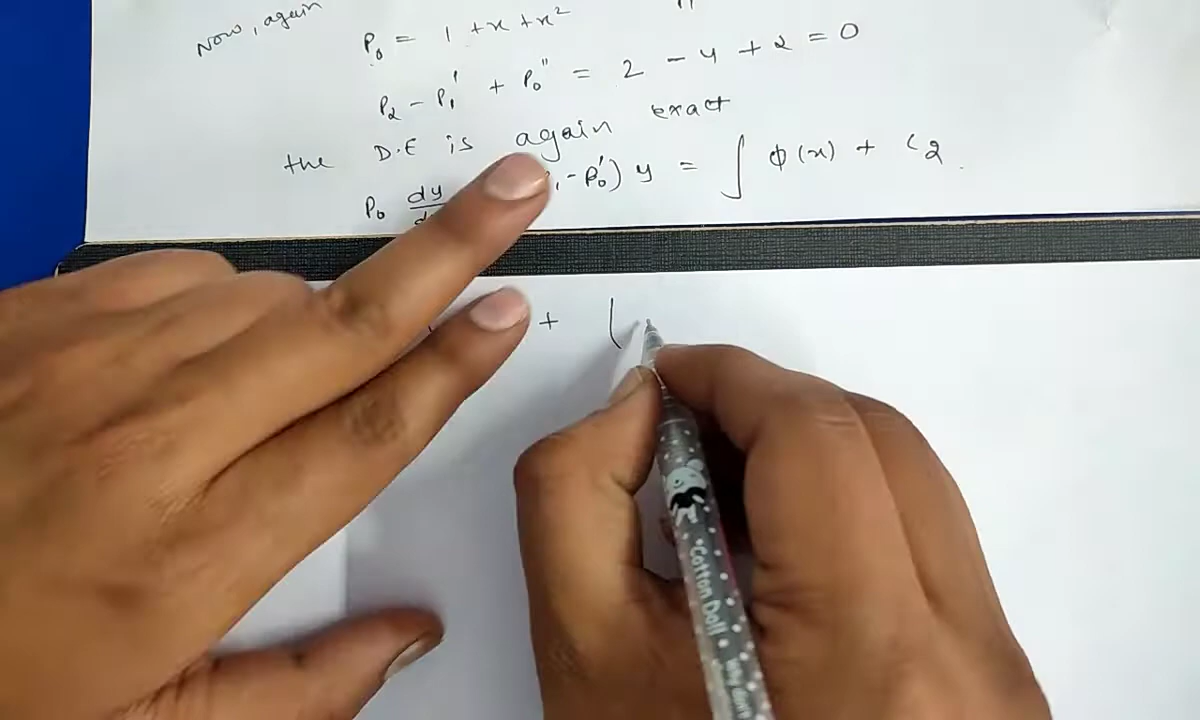 Now, again
P₀ = 1 + x + x²
P₂ - P₁' + P₀'' = 2 - 4 + 2 = 0
the D.E is again exact
P₀ dy - P₀') y = ∫ φ(x) + C₂
+ (
Cotton Doll